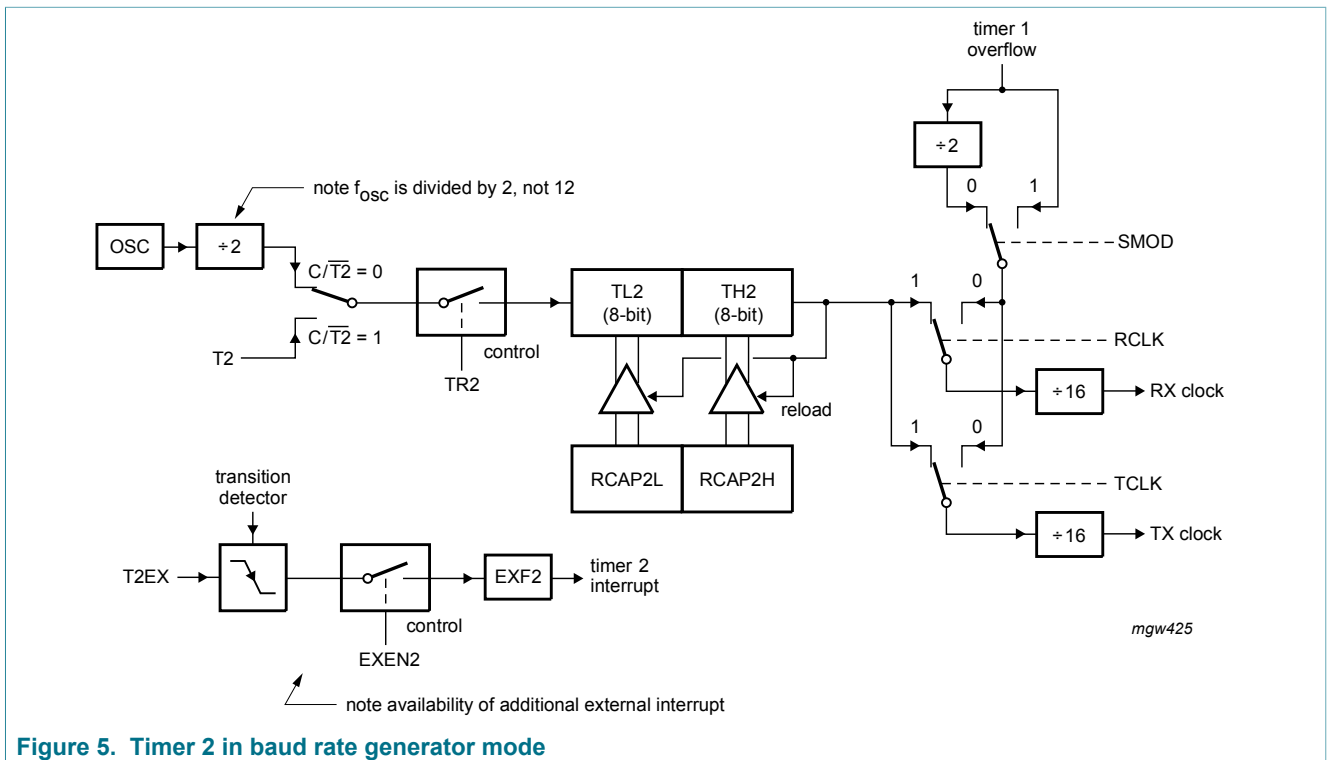 timer 1
overflow
÷2
note fosc is divided by 2, not 12
0
1
OSC
÷2
SMOD
C/T2 = 0
TL2
(8-bit)
TH2
(8-bit)
1
0
C/T2 = 1
T2
control
RCLK
TR2
reload
÷16
RX clock
1
0
RCAP2L
RCAP2H
transition
detector
TCLK
÷16
TX clock
T2EX
EXF2
timer 2
interrupt
control
EXEN2
mgw425
note availability of additional external interrupt
Figure 5. Timer 2 in baud rate generator mode